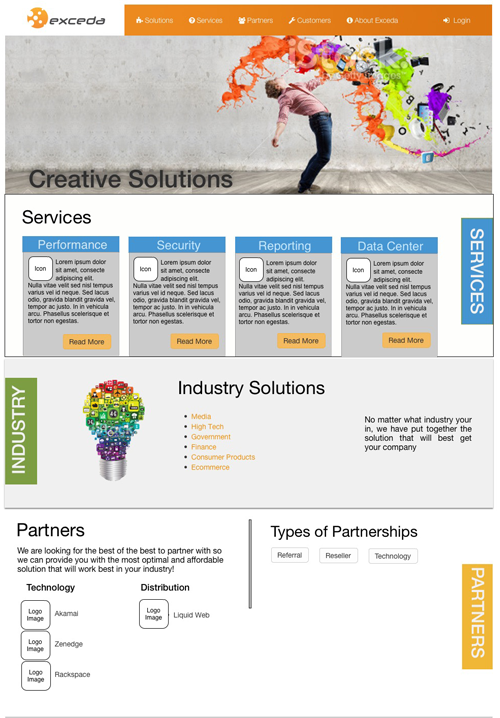 exceda
Solutions
Services
Partners
Customers
About Exceda
Login
iStock
Creative Solutions
Services
SERVICES
Performance
Icon
Lorem ipsum dolor
sit amet, consecte
adipiscing elit.
Nulla vitae velit sed nisl tempus
varius vel id neque. Sed lacus
odio, gravida blandit gravida vel,
tempor ac justo. In in vehicula
arcu. Phasellus scelerisque et
tortor non egestas.
Read More
Security
Icon
Lorem ipsum dolor
sit amet, consecte
adipiscing elit.
Nulla vitae velit sed nisl tempus
varius vel id neque. Sed lacus
odio, gravida blandit gravida vel,
tempor ac justo. In in vehicula
arcu. Phasellus scelerisque et
tortor non egestas.
Read More
Reporting
Icon
Lorem ipsum dolor
sit amet, consecte
adipiscing elit.
Nulla vitae velit sed nisl tempus
varius vel id neque. Sed lacus
odio, gravida blandit gravida vel,
tempor ac justo. In in vehicula
arcu. Phasellus scelerisque et
tortor non egestas.
Read More
Data Center
Icon
Lorem ipsum dolor
sit amet, consecte
adipiscing elit.
Nulla vitae velit sed nisl tempus
varius vel id neque. Sed lacus
odio, gravida blandit gravida vel,
tempor ac justo. In in vehicula
arcu. Phasellus scelerisque et
tortor non egestas.
Read More
INDUSTRY
iStock
Industry Solutions
Media
High Tech
Government
Finance
Consumer Products
Ecommerce
No matter what industry your
in, we have put together the
solution that will best get
your company
Partners
We are looking for the best of the best to partner with so
we can provide you with the most optimal and affordable
solution that will work best in your industry!
Technology
Logo
Image
Akamai
Logo
Image
Zenedge
Logo
Image
Rackspace
Distribution
Logo
Image
Liquid Web
Types of Partnerships
Referral
Reseller
Technology
PARTNERS